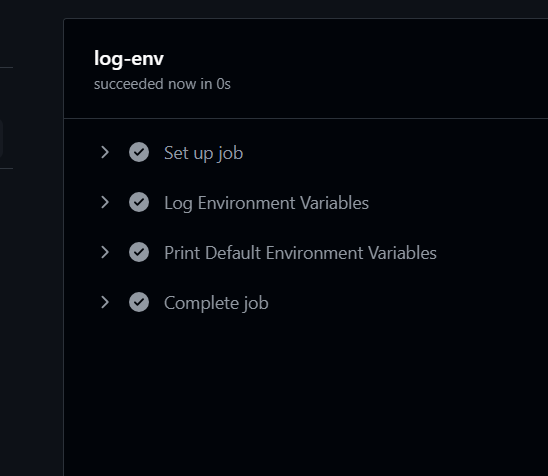 log-env
succeeded now in 0s
Set up job
Log Environment Variables
Print Default Environment Variables
Complete job